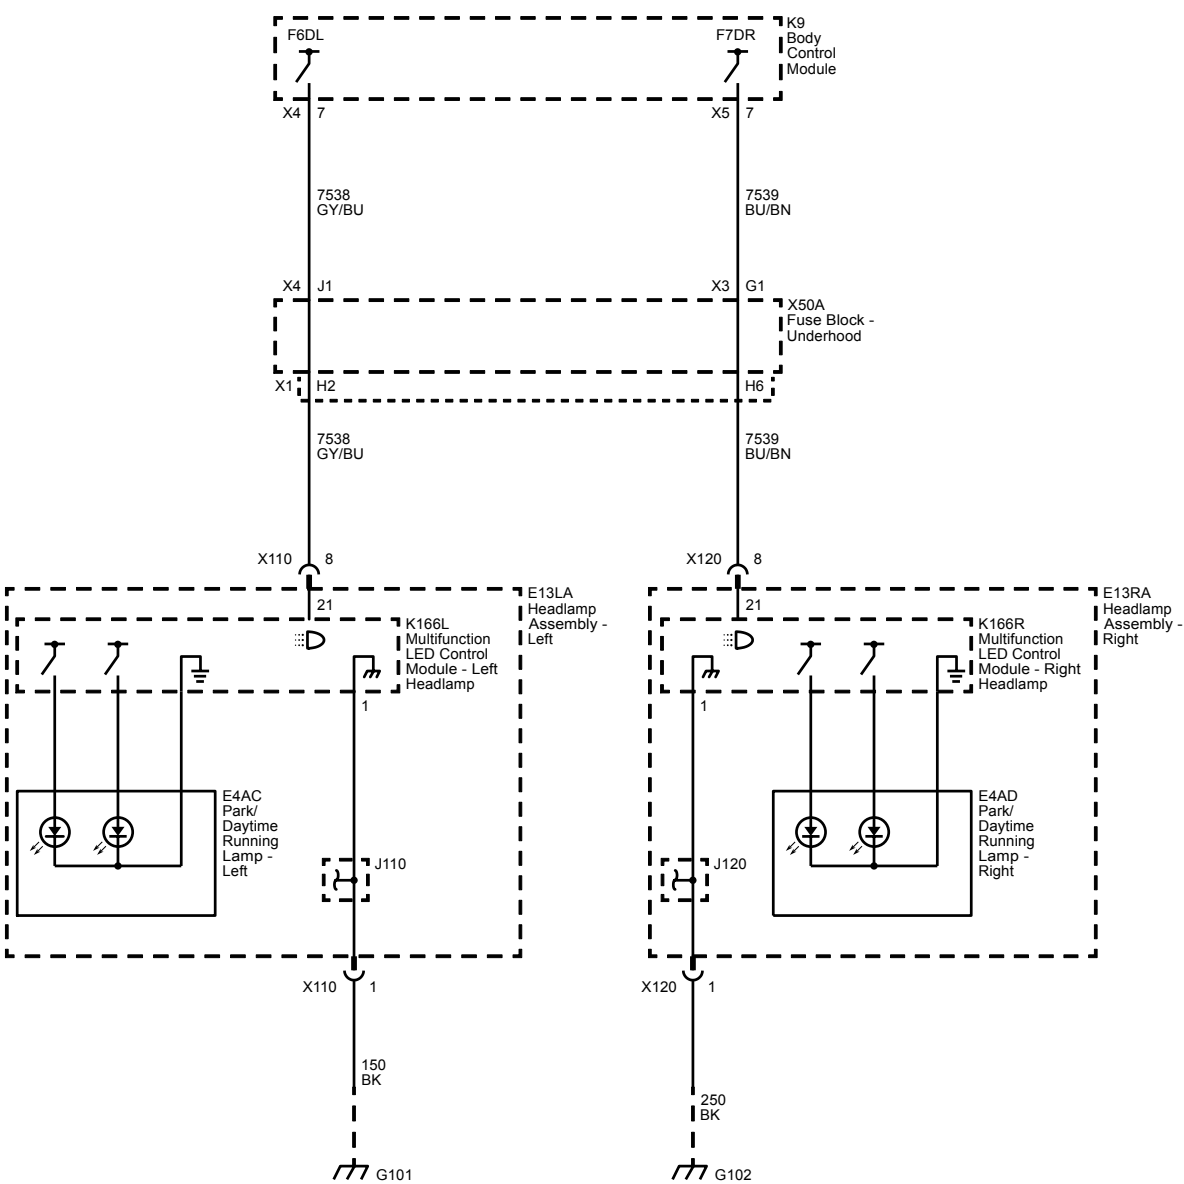 F6DL
F7DR
K9
Body
Control
Module
X4 7
X5 7
7538
GY/BU
7539
BU/BN
X4 J1
X3 G1
X50A
Fuse Block -
Underhood
X1 H2
H6
7538
GY/BU
7539
BU/BN
X110 8
X120 8
21
E13LA
Headlamp
Assembly -
Left
21
E13RA
Headlamp
Assembly -
Right
K166L
Multifunction
LED Control
Module - Left
Headlamp
K166R
Multifunction
LED Control
Module - Right
Headlamp
1
1
E4AC
Park/
Daytime
Running
Lamp -
Left
E4AD
Park/
Daytime
Running
Lamp -
Right
J110
J120
X110 1
X120 1
150
BK
250
BK
G101
G102